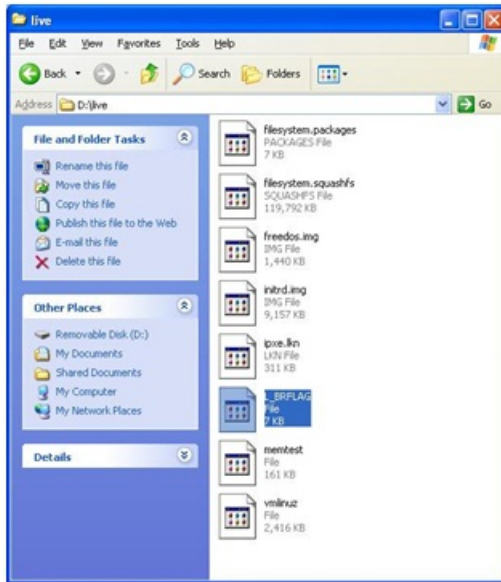 live
File Edit View Favorites Tools Help
Back Search Folders
Address D:\live Go
File and Folder Tasks
Rename this file
Move this file
Copy this file
Publish this file to the Web
E-mail this file
Delete this file
Other Places
Removable Disk (D:)
My Documents
Shared Documents
My Computer
My Network Places
Details
filesystem.packages
PACKAGES File
7 KB
filesystem.squashfs
SQUASHFS File
119,792 KB
freedos.img
IMG File
1,440 KB
initrd.img
IMG File
9,157 KB
ipxe.lkn
LKN File
311 KB
L_BRFLAG
File
7 KB
memtest
File
161 KB
vmlinuz
File
2,416 KB